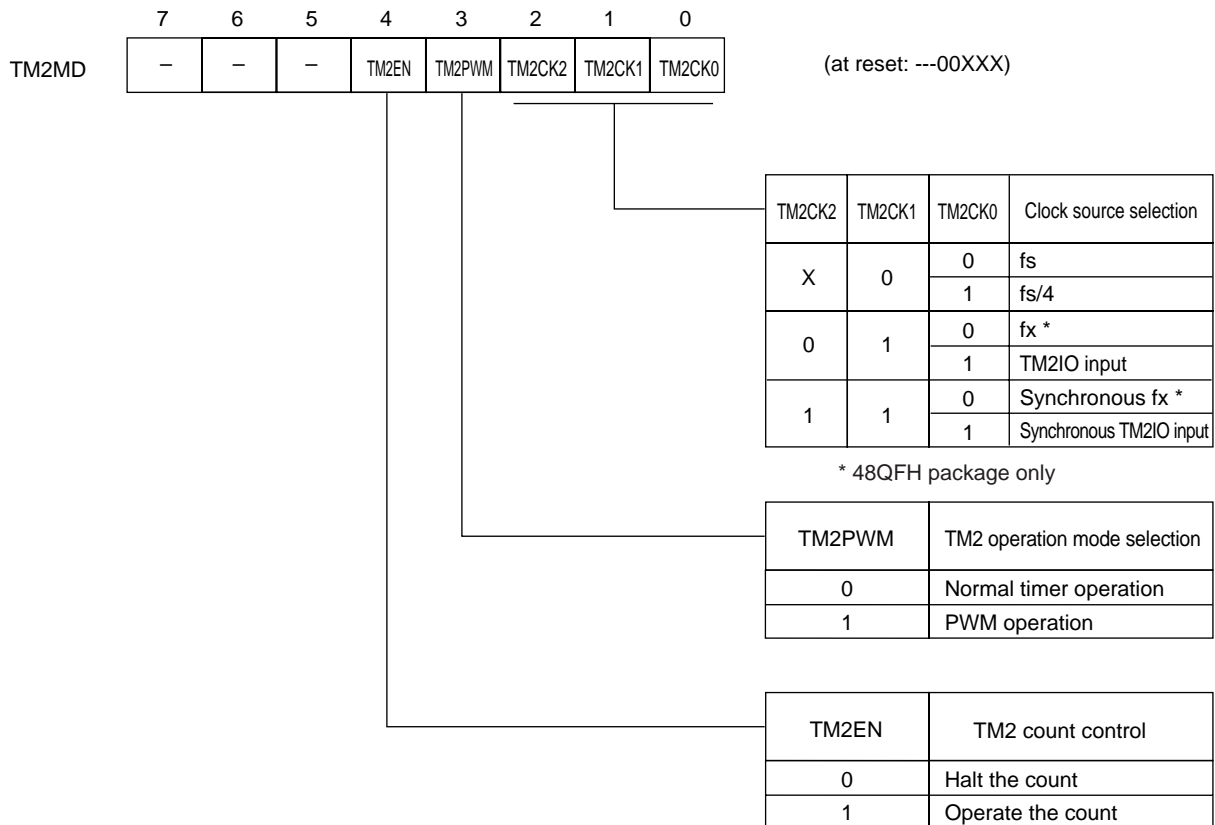 7 6 5 4 3 2 1 0
TM2MD – – – TM2EN TM2PWM TM2CK2 TM2CK1 TM2CK0 (at reset: ---00XXX)
TM2CK2 TM2CK1 TM2CK0 Clock source selection
X 0 0 fs
1 fs/4
0 1 0 fx *
1 TM2IO input
1 1 0 Synchronous fx *
1 Synchronous TM2IO input
* 48QFH package only
TM2PWM TM2 operation mode selection
0 Normal timer operation
1 PWM operation
TM2EN TM2 count control
0 Halt the count
1 Operate the count